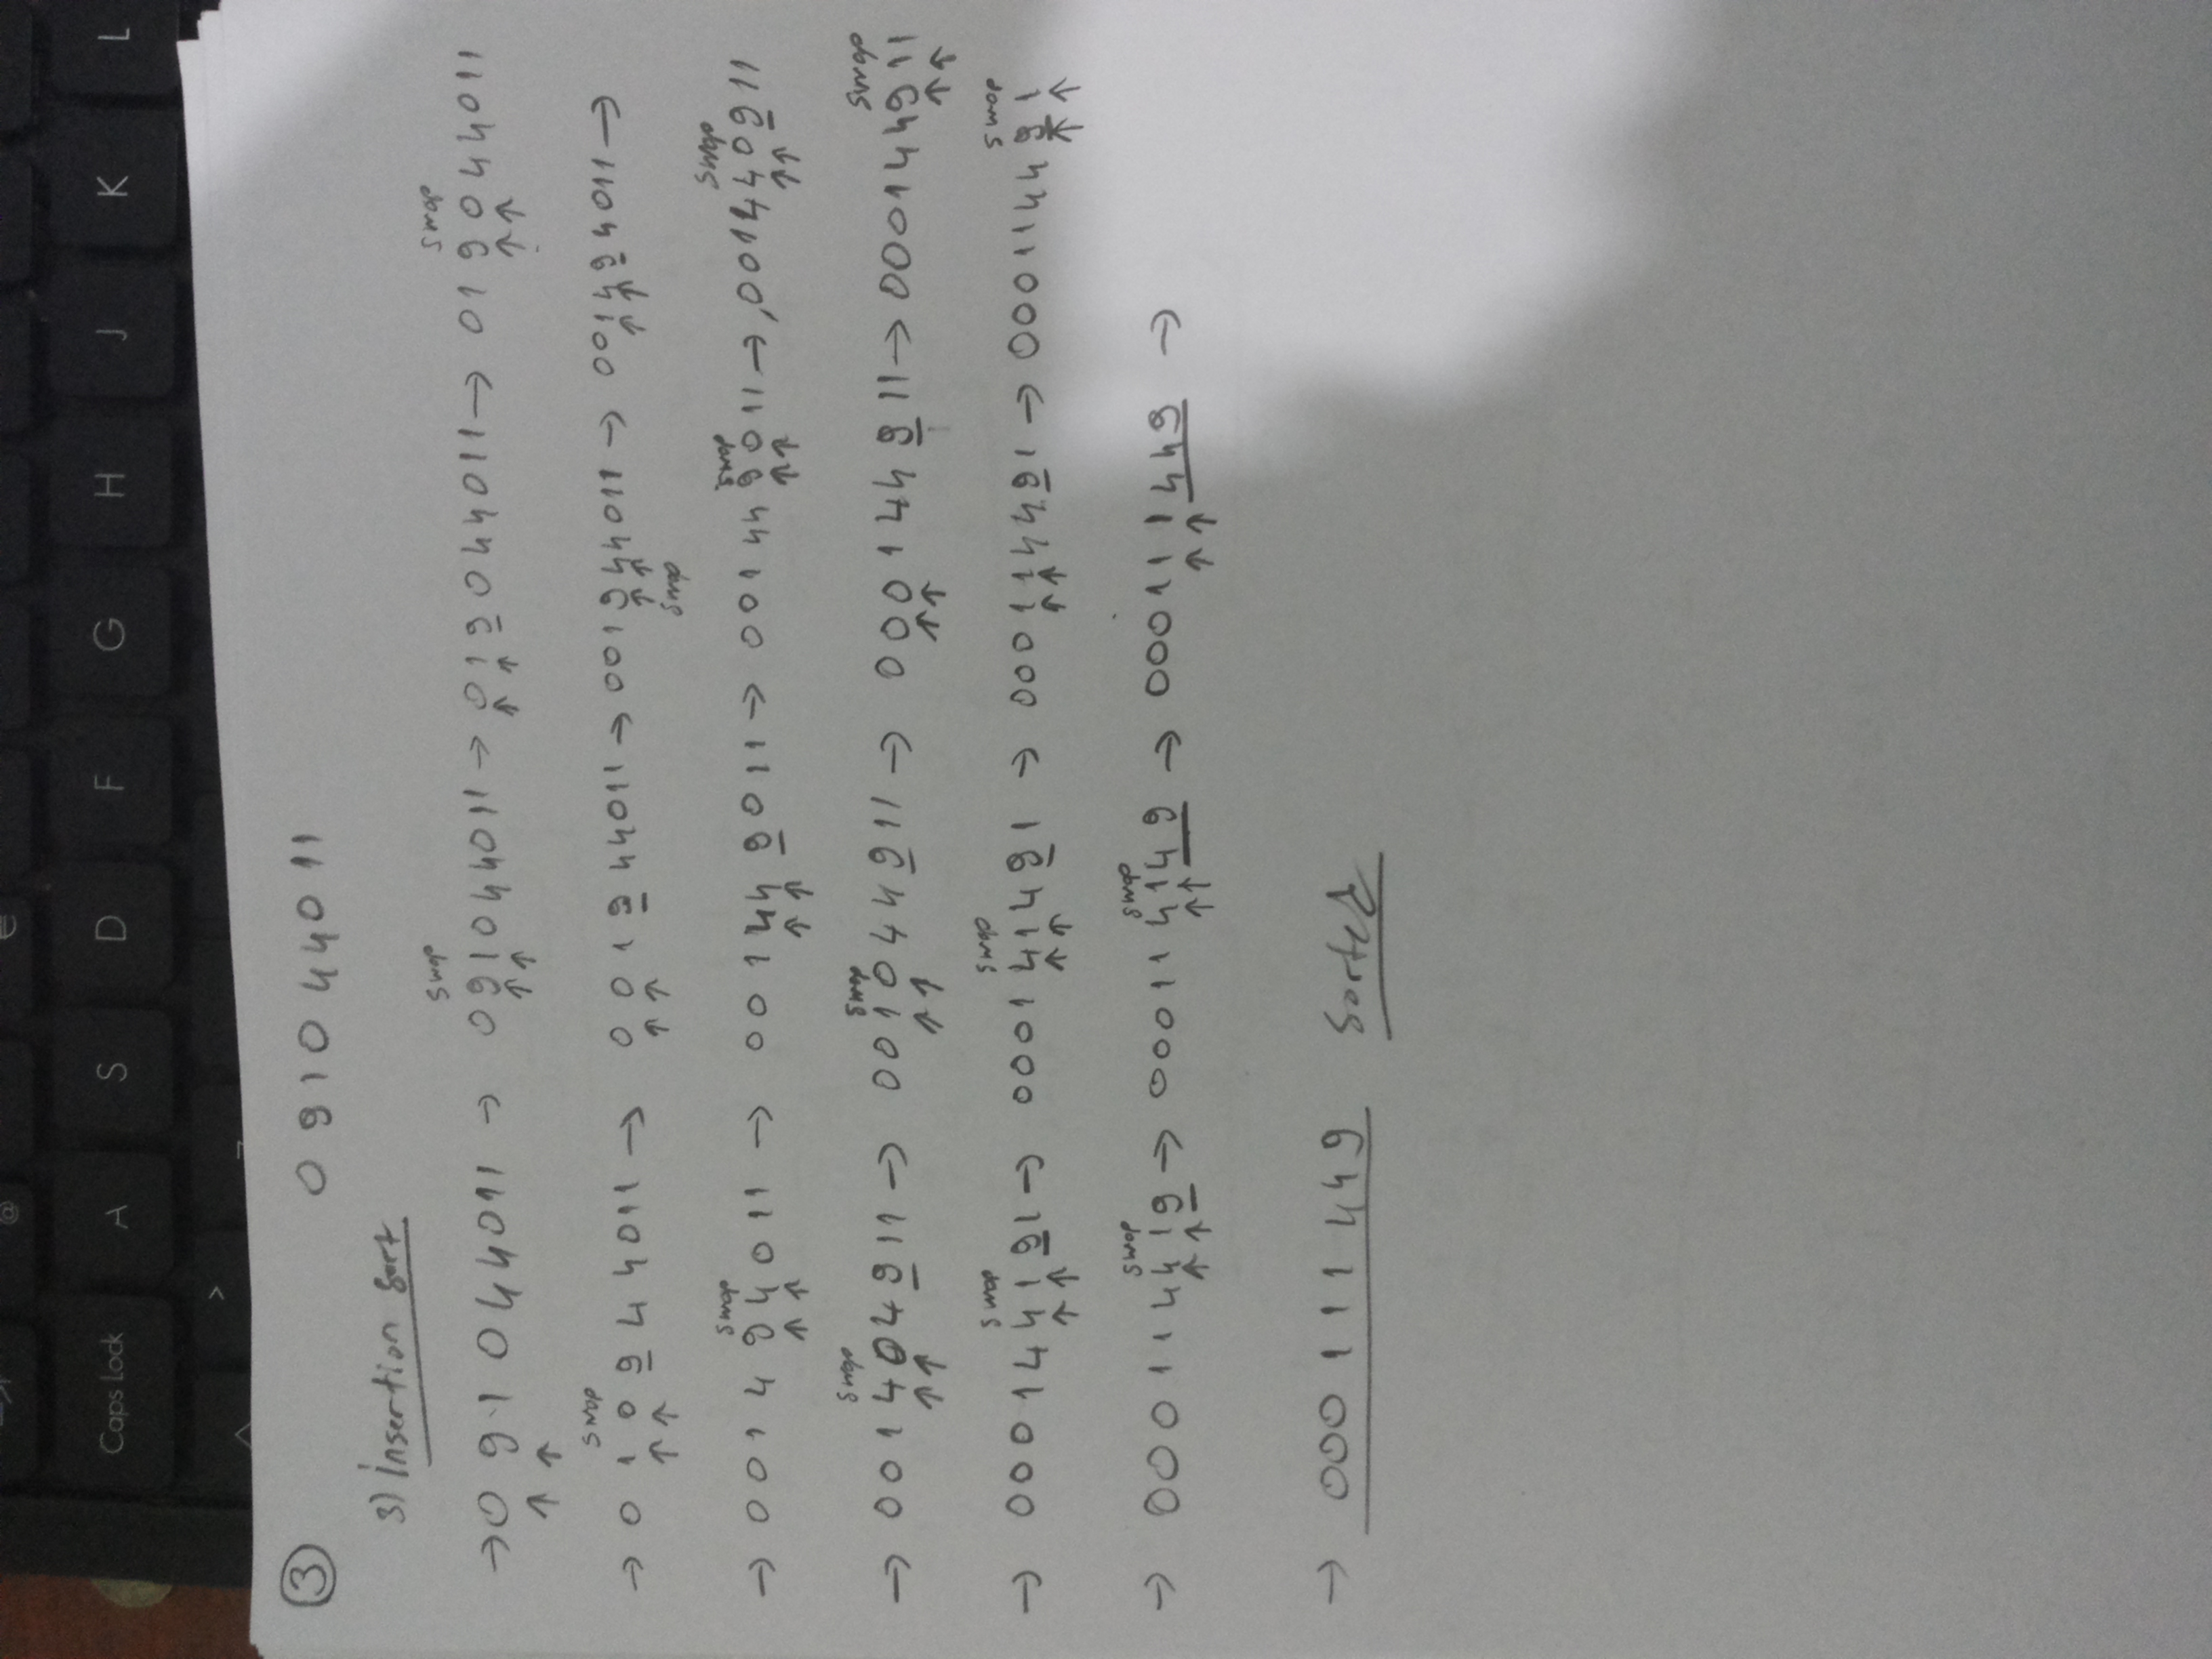 ③
0 9 1 0 4 4 0 1 1
3) insertion sort
swap swap
→ 0 9 1 0 4 4 0 1 1 → 0 9 1 0 4 4 0 1 1 → 0 1 9 0 4 4 0 1 1 → 0 1 9 0 4 4 0 1 1
swap
→ 0 1 0 9 4 4 0 1 1 → 0 0 1 9 4 4 0 1 1 → 0 0 1 9 4 4 0 1 1 → 0 0 1 4 9 4 0 1 1 →
swap
swap swap swap
→ 0 0 1 4 9 4 0 1 1 → 0 0 1 4 4 9 0 1 1 → 0 0 1 4 4 9 0 1 1 → 0 0 1 4 4 0 9 1 1
swap swap swap
→ 0 0 1 4 0 4 9 1 1 → 0 0 1 0 4 4 9 1 1 → 0 0 0 1 4 4 9 1 1 → 0 0 0 1 4 4 9 1 1
swap swap swap
→ 0 0 0 1 4 4 1 9 1 → 0 0 0 1 4 1 4 9 1 → 0 0 0 1 1 4 4 9 1 → 0 0 0 1 1 4 4 9 1
swap swap
→ 0 0 0 1 1 4 4 1 9 → 0 0 0 1 1 4 1 4 9 → 0 0 0 1 1 1 4 4 9 →
→ 0 0 0 1 1 1 4 4 9 Sorted
Caps Lock
A
S
D
F
G
H
J
K
L